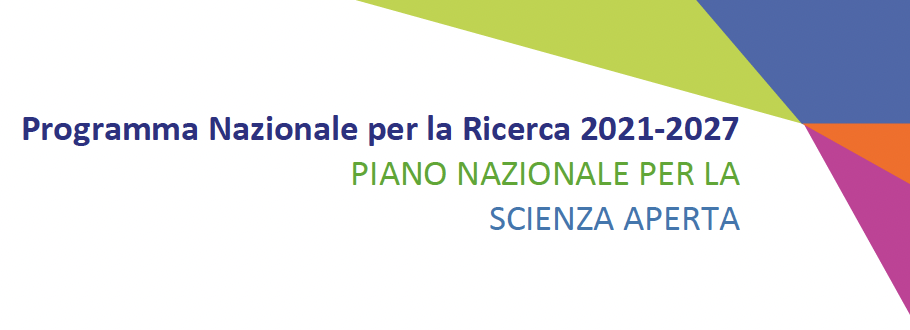 Programma Nazionale per la Ricerca 2021-2027
PIANO NAZIONALE PER LA
SCIENZA APERTA